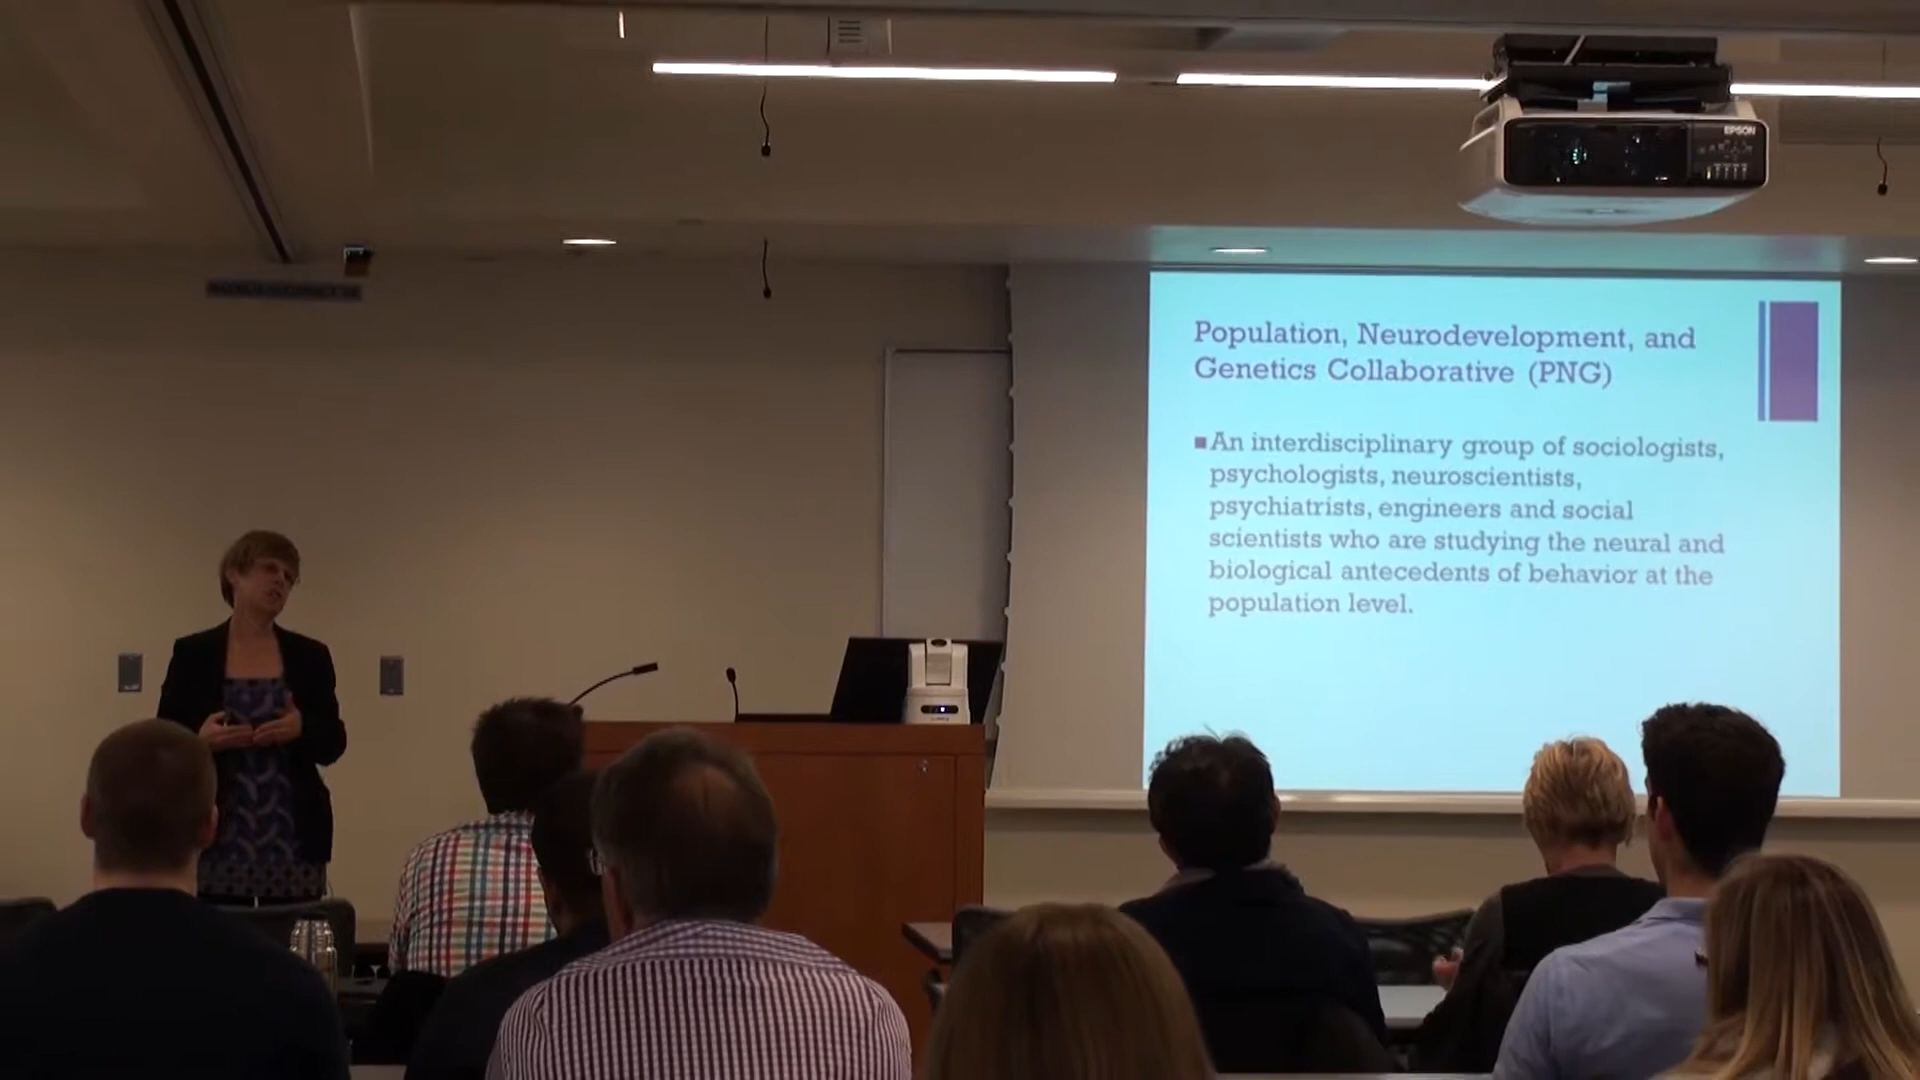 EPSON
Population, Neurodevelopment, and
Genetics Collaborative (PNG)
An interdisciplinary group of sociologists,
psychologists, neuroscientists,
psychiatrists, engineers and social
scientists who are studying the neural and
biological antecedents of behavior at the
population level.